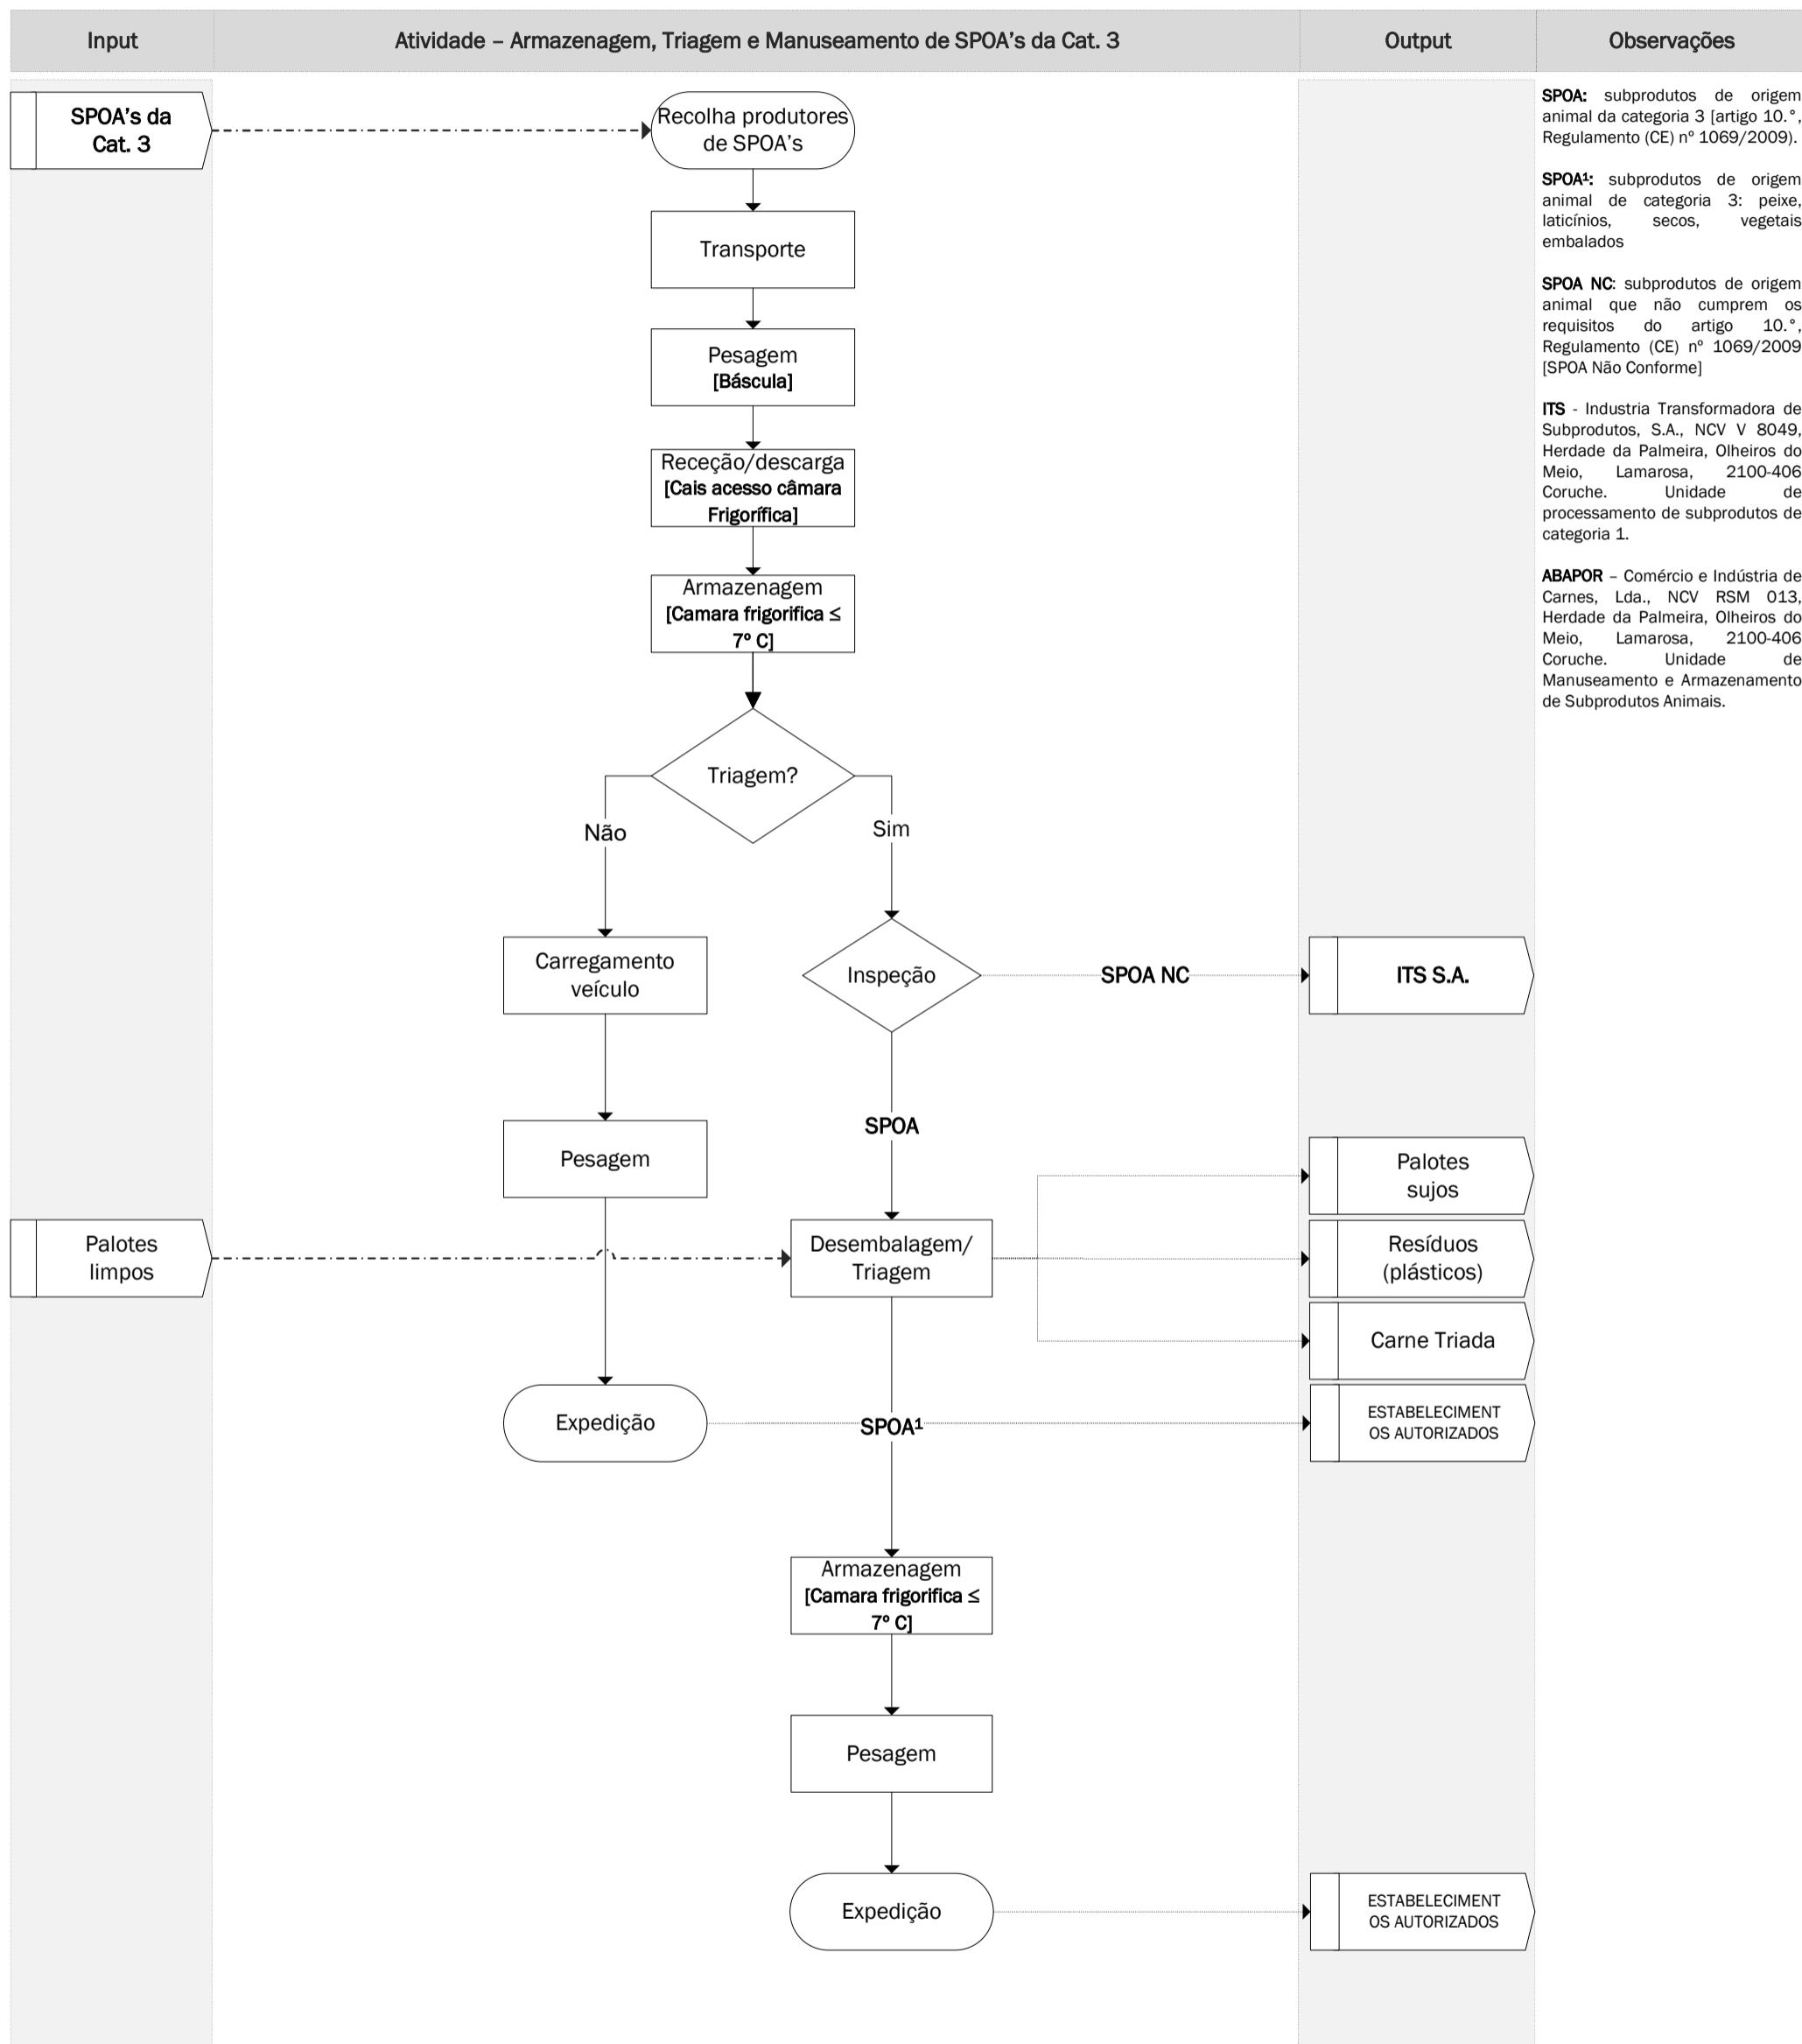 Input
Atividade – Armazenagem, Triagem e Manuseamento de SPOA's da Cat. 3
Output
Observações
SPOA's da
Cat. 3
Recolha produtores
de SPOA's
Transporte
Pesagem
[Báscula]
Receção/descarga
[Cais acesso câmara
Frigorífica]
Armazenagem
[Camara frigorifica ≤
7º C]
Triagem?
Não
Sim
Carregamento
veículo
Inspeção
SPOA NC
ITS S.A.
Pesagem
SPOA
Palotes
sujos
Palotes
limpos
Desembalagem/
Triagem
Resíduos
(plásticos)
Carne Triada
Expedição
SPOA¹
ESTABELECIMENT
OS AUTORIZADOS
Armazenagem
[Camara frigorifica ≤
7º C]
Pesagem
Expedição
ESTABELECIMENT
OS AUTORIZADOS
SPOA: subprodutos de origem
animal da categoria 3 [artigo 10.°,
Regulamento (CE) nº 1069/2009).
SPOA¹: subprodutos de origem
animal de categoria 3: peixe,
laticínios, secos, vegetais
embalados
SPOA NC: subprodutos de origem
animal que não cumprem os
requisitos do artigo 10.°,
Regulamento (CE) nº 1069/2009
[SPOA Não Conforme]
ITS - Industria Transformadora de
Subprodutos, S.A., NCV V 8049,
Herdade da Palmeira, Olheiros do
Meio, Lamarosa, 2100-406
Coruche. Unidade de
processamento de subprodutos de
categoria 1.
ABAPOR – Comércio e Indústria de
Carnes, Lda., NCV RSM 013,
Herdade da Palmeira, Olheiros do
Meio, Lamarosa, 2100-406
Coruche. Unidade de
Manuseamento e Armazenamento
de Subprodutos Animais.